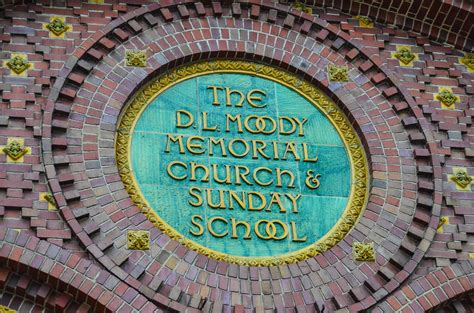 THE
D.L. MOODY
MEMORIAL
CHURCH &
SUNDAY
SCHOOL